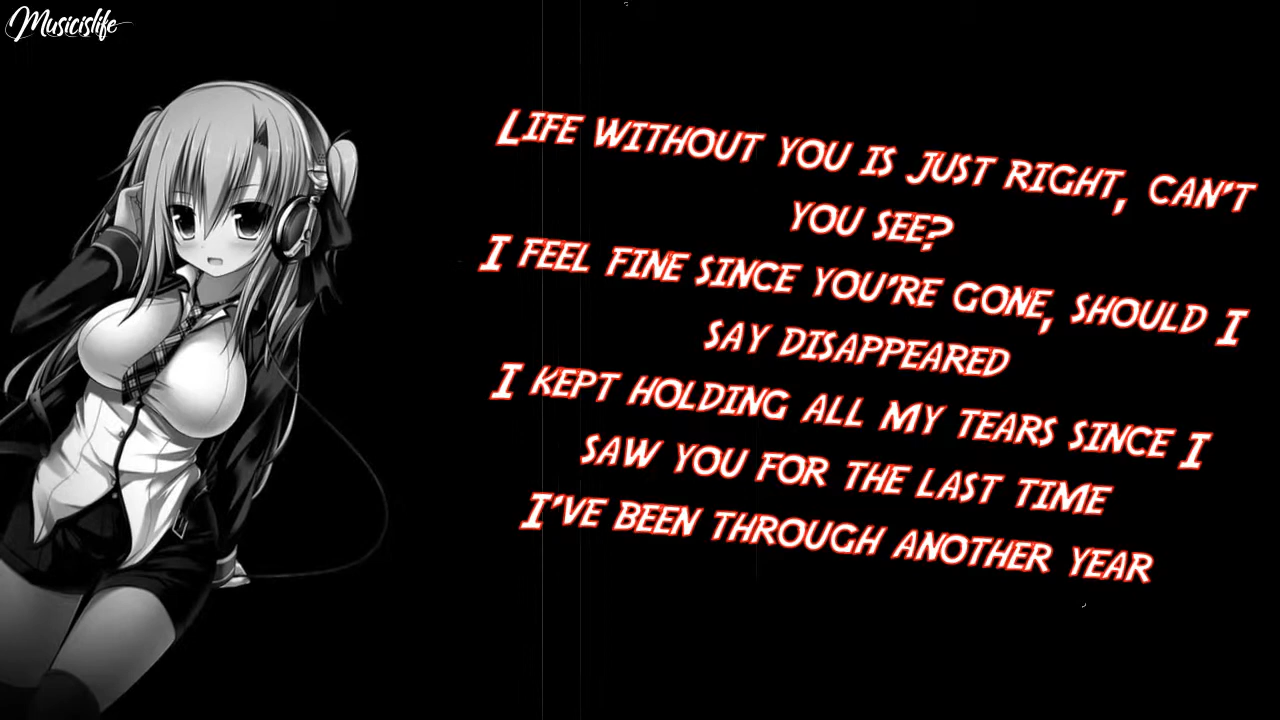 Musicislife
Life without you is just right, can't
you see?
I feel fine since you're gone, should I
say disappeared
I kept holding all my tears since I
saw you for the last time
I've been through another year